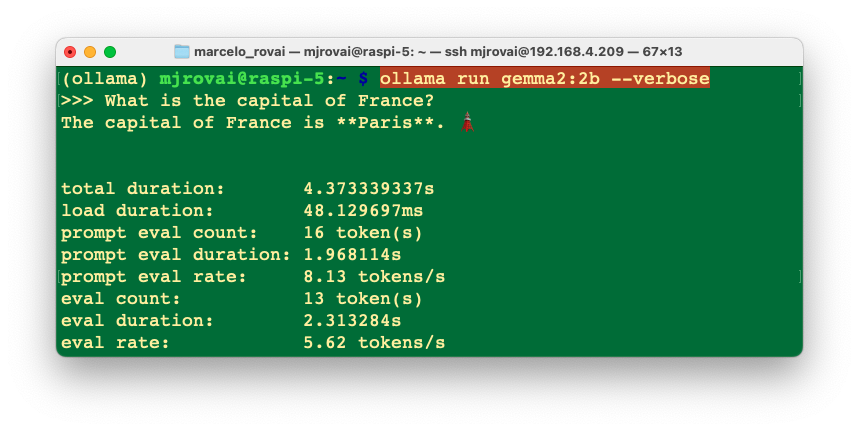 marcelo_rovai — mjrovai@raspi-5: ~ — ssh mjrovai@192.168.4.209 — 67×13
(ollama) mjrovai@raspi-5:~ $ ollama run gemma2:2b --verbose
>>> What is the capital of France?
The capital of France is **Paris**. 🗼
total duration:       4.373339337s
load duration:        48.129697ms
prompt eval count:    16 token(s)
prompt eval duration: 1.968114s
prompt eval rate:     8.13 tokens/s
eval count:           13 token(s)
eval duration:        2.313284s
eval rate:            5.62 tokens/s